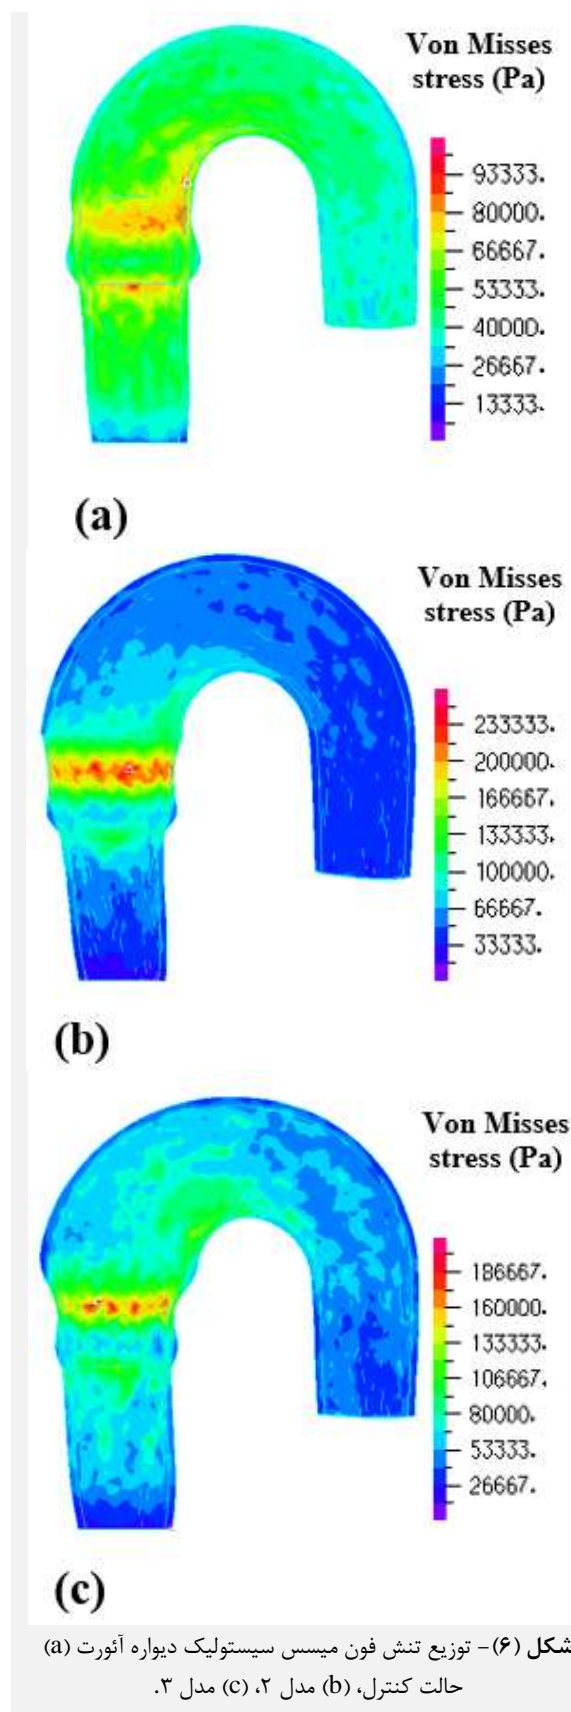 Von Misses
stress (Pa)
93333.
80000.
66667.
53333.
40000.
26667.
13333.
(a)
Von Misses
stress (Pa)
233333.
200000.
166667.
133333.
100000.
66667.
33333.
(b)
Von Misses
stress (Pa)
186667.
160000.
133333.
106667.
80000.
53333.
26667.
(c)
شکل (۶)- توزیع تنش فون میسس سیستولیک دیواره آئورت (a)
حالت کنترل، (b) مدل ۲، (c) مدل ۳.